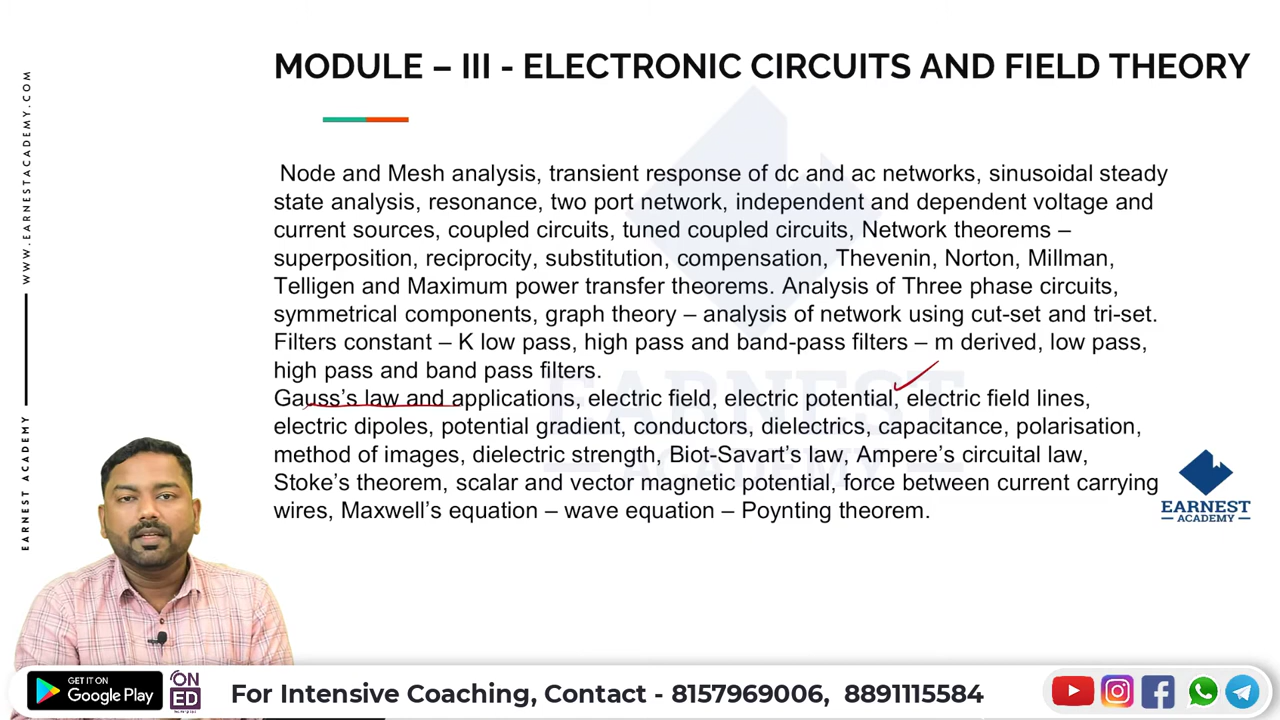 MODULE – III - ELECTRONIC CIRCUITS AND FIELD THEORY
WWW.EARNESTACADEMY.COM
EARNEST ACADEMY
Node and Mesh analysis, transient response of dc and ac networks, sinusoidal steady
state analysis, resonance, two port network, independent and dependent voltage and
current sources, coupled circuits, tuned coupled circuits, Network theorems –
superposition, reciprocity, substitution, compensation, Thevenin, Norton, Millman,
Telligen and Maximum power transfer theorems. Analysis of Three phase circuits,
symmetrical components, graph theory – analysis of network using cut-set and tri-set.
Filters constant – K low pass, high pass and band-pass filters – m derived, low pass,
high pass and band pass filters.
Gauss's law and applications, electric field, electric potential, electric field lines,
electric dipoles, potential gradient, conductors, dielectrics, capacitance, polarisation,
method of images, dielectric strength, Biot-Savart's law, Ampere's circuital law,
Stoke's theorem, scalar and vector magnetic potential, force between current carrying
wires, Maxwell's equation – wave equation – Poynting theorem.
EARNEST
ACADEMY
EARNEST
ACADEMY
GET IT ON
Google Play
ON
ED
For Intensive Coaching, Contact - 8157969006, 8891115584